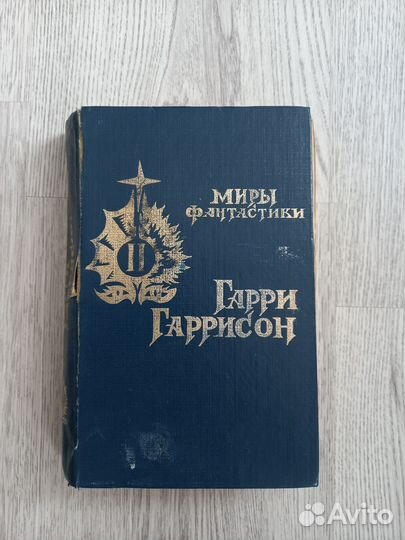 Миры
фантастики
II
Гарри
Гаррисон
Avito